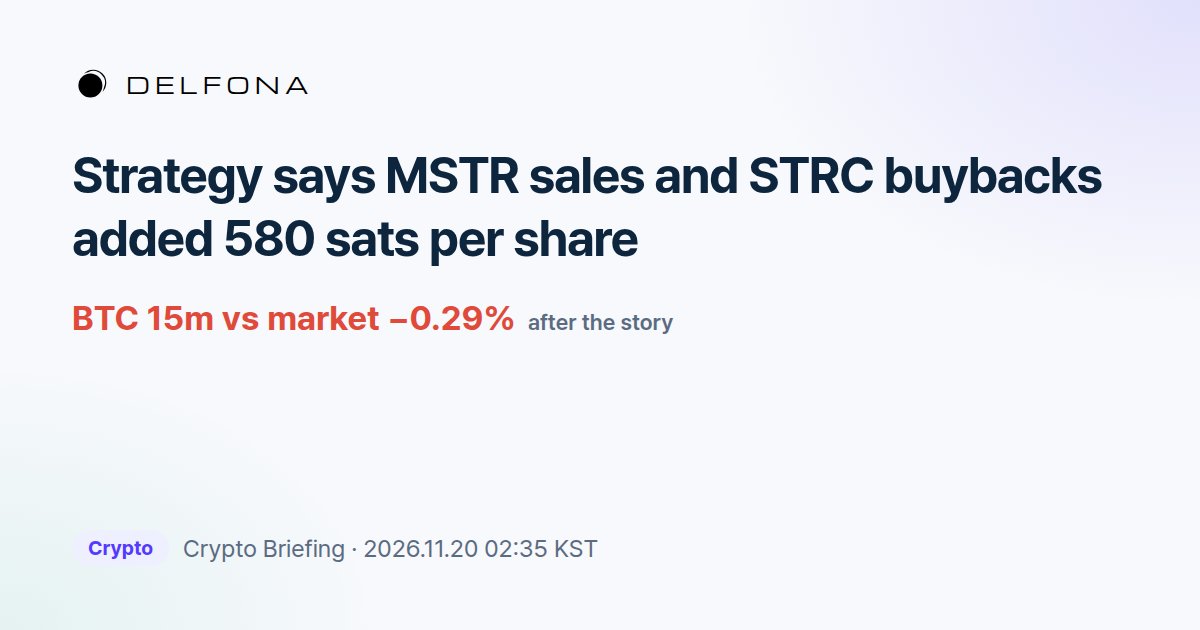 DELFONA
Strategy says MSTR sales and STRC buybacks
added 580 sats per share
BTC 15m vs market −0.29% after the story
Crypto Crypto Briefing · 2026.11.20 02:35 KST